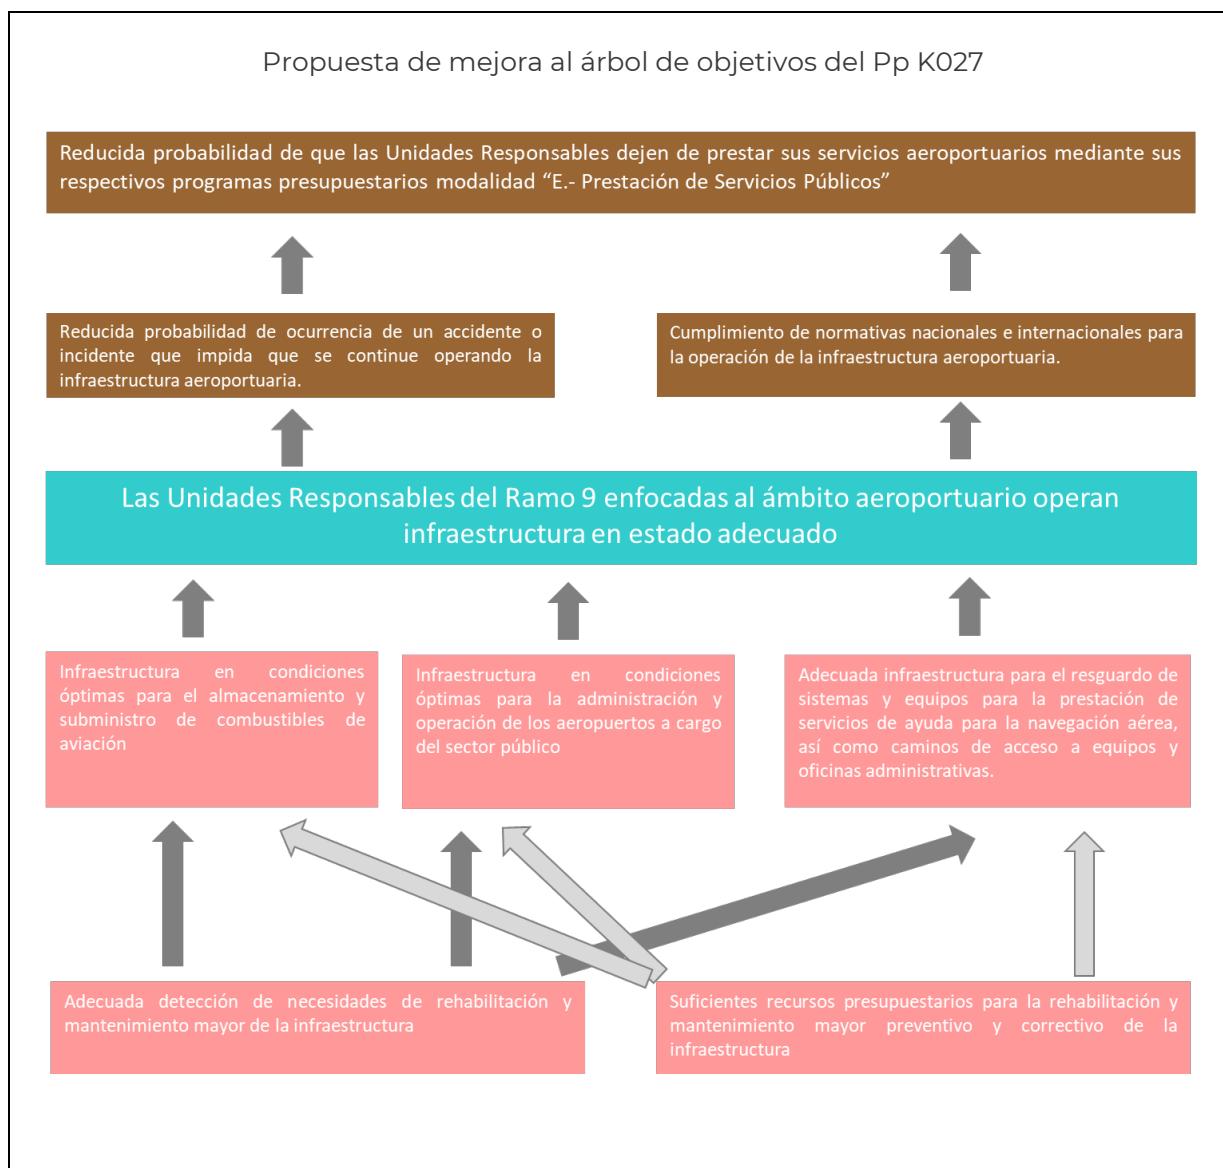 Propuesta de mejora al árbol de objetivos del Pp K027
Reducida probabilidad de que las Unidades Responsables dejen de prestar sus servicios aeroportuarios mediante sus
respectivos programas presupuestarios modalidad “E.- Prestación de Servicios Públicos”
Reducida probabilidad de ocurrencia de un accidente o
incidente que impida que se continue operando la
infraestructura aeroportuaria.
Cumplimiento de normativas nacionales e internacionales para
la operación de la infraestructura aeroportuaria.
Las Unidades Responsables del Ramo 9 enfocadas al ámbito aeroportuario operan
infraestructura en estado adecuado
Infraestructura en condiciones
óptimas para el almacenamiento y
subministro de combustibles de
aviación
Infraestructura en condiciones
óptimas para la administración y
operación de los aeropuertos a cargo
del sector público
Adecuada infraestructura para el resguardo de
sistemas y equipos para la prestación de
servicios de ayuda para la navegación aérea,
así como caminos de acceso a equipos y
oficinas administrativas.
Adecuada detección de necesidades de rehabilitación y
mantenimiento mayor de la infraestructura
Suficientes recursos presupuestarios para la rehabilitación y
mantenimiento mayor preventivo y correctivo de la
infraestructura